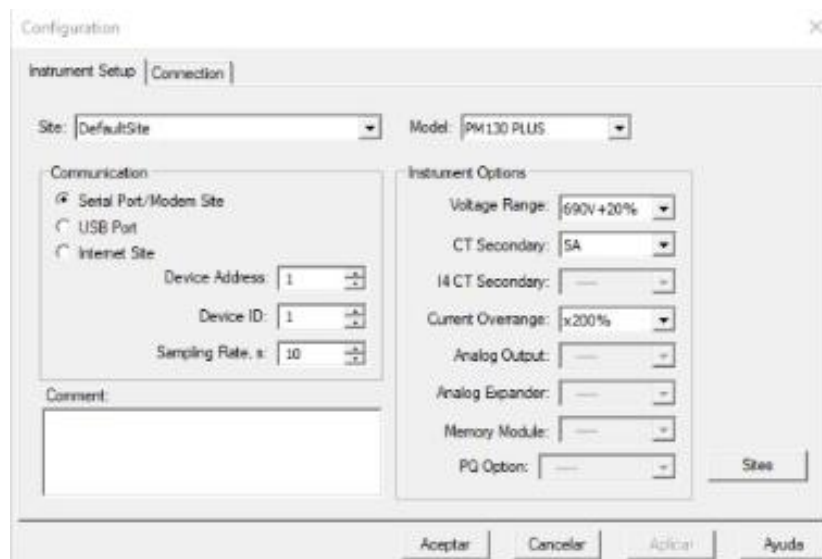 Configuration
Instrument Setup Connection
Site: DefaultSite Model: PM130 PLUS
Communication
Serial Port/Modem Site
USB Port
Internet Site
Device Address: 1
Device ID: 1
Sampling Rate, s: 10
Comment:
Instrument Options
Voltage Range: 690V+20%
CT Secondary: 5A
I4 CT Secondary: ----
Current Overrange: x200%
Analog Output: ----
Analog Expander: ----
Memory Module: ----
PQ Option: ----
Sites
Aceptar Cancelar Aplicar Ayuda